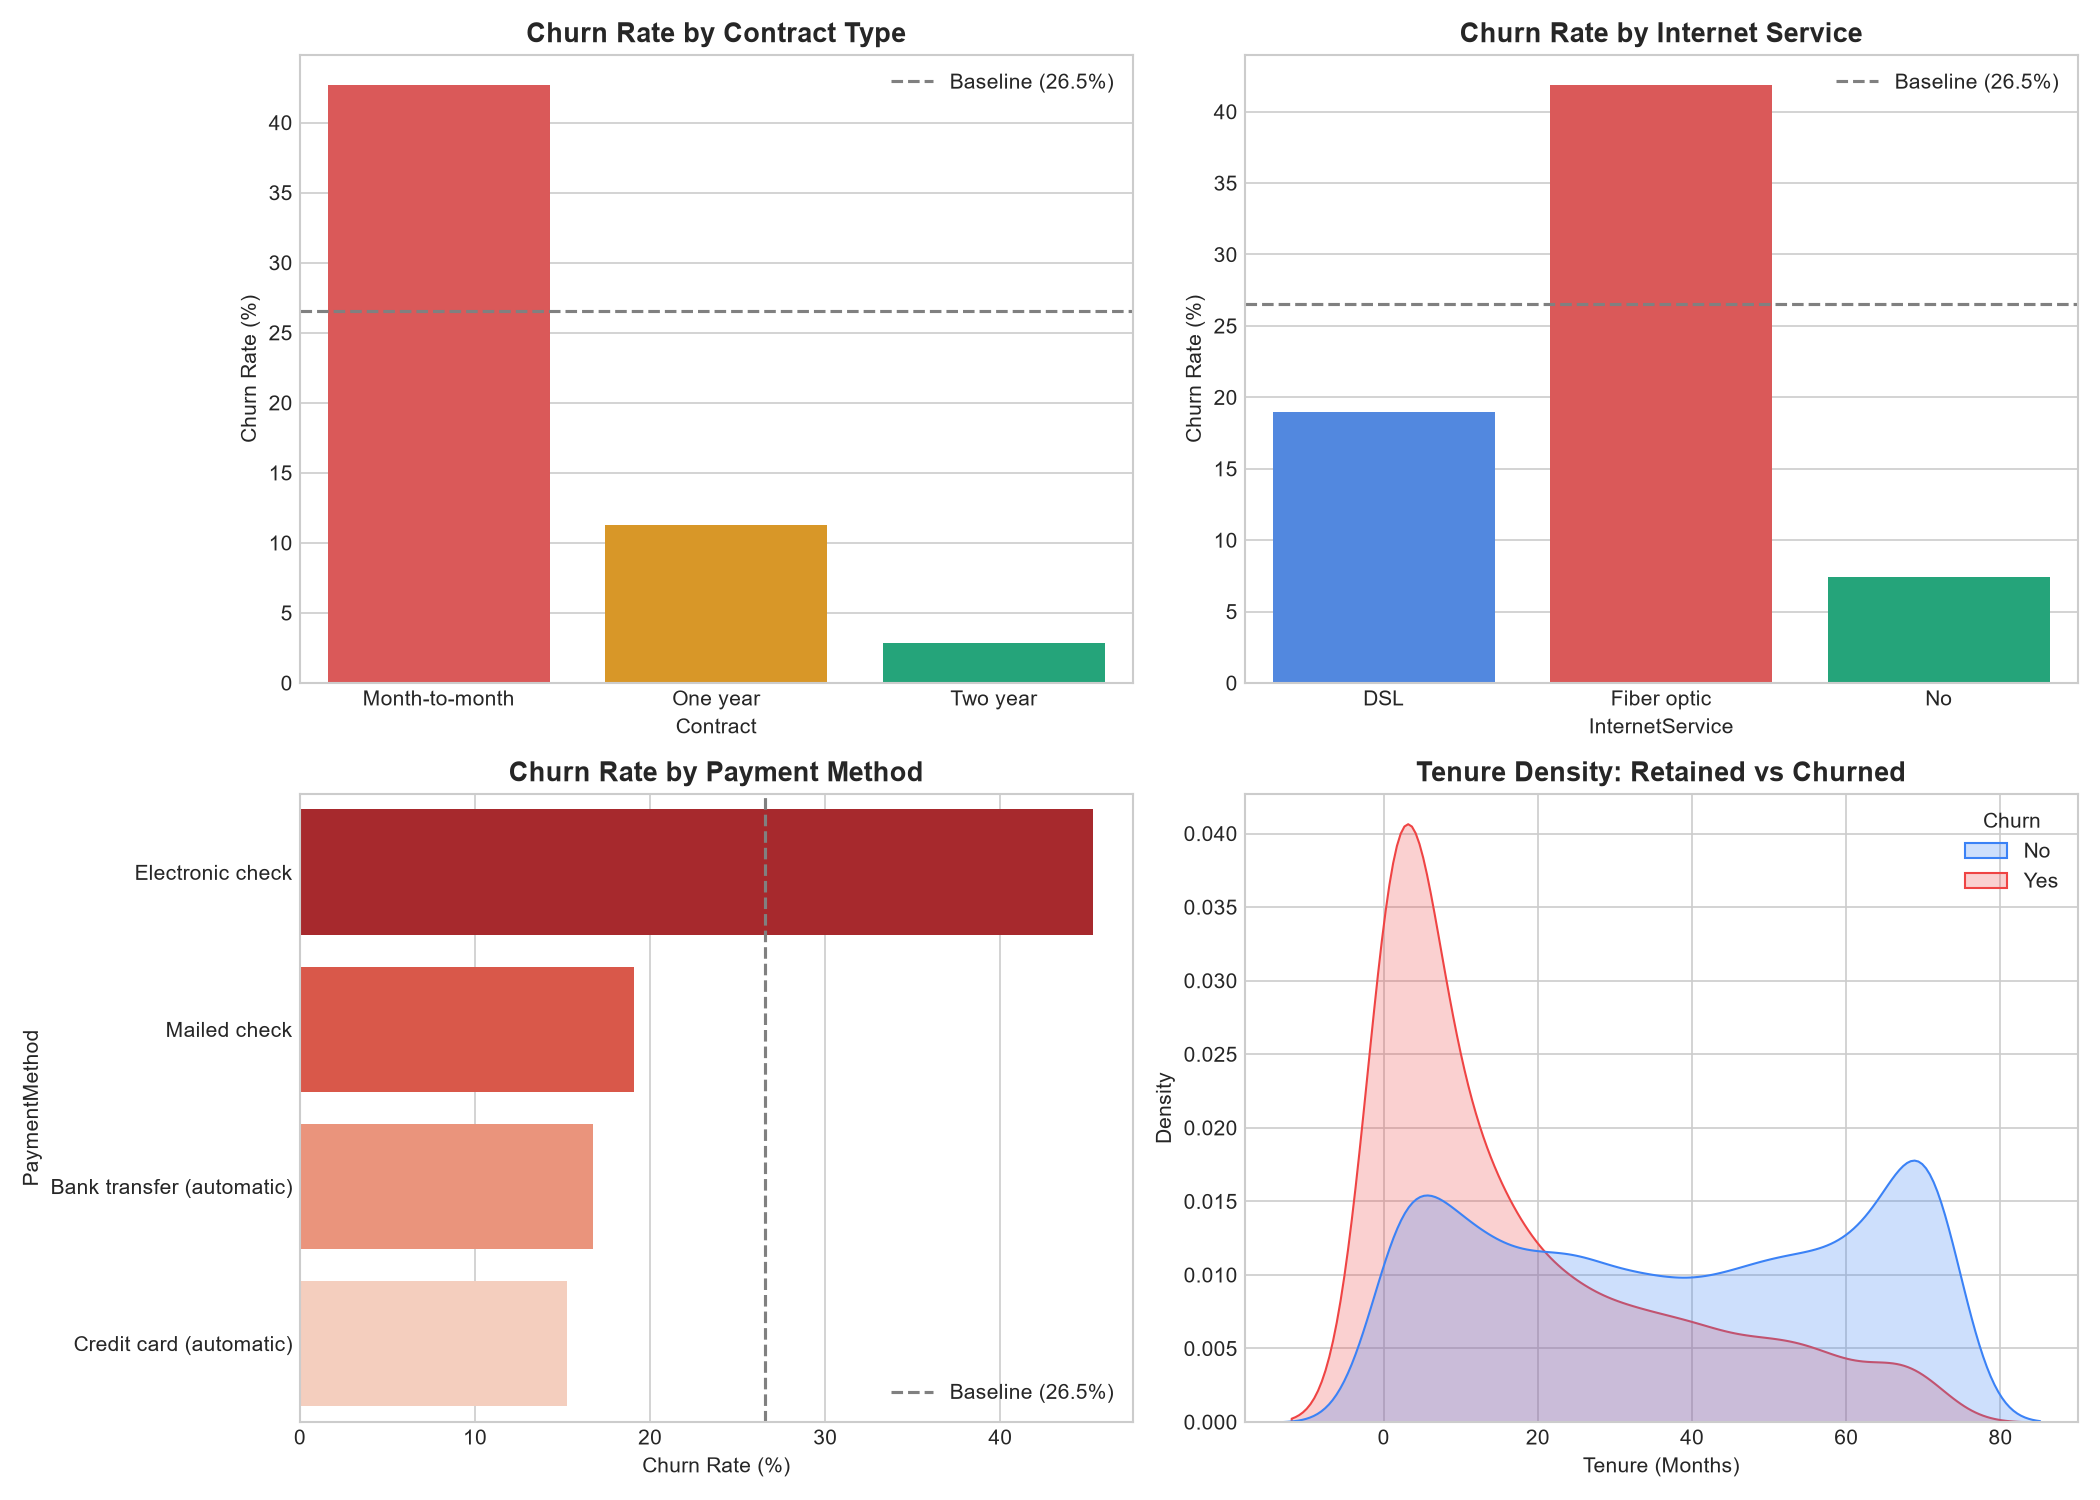 Churn Rate by Contract Type
Baseline (26.5%)
Churn Rate (%)
40
35
30
25
20
15
10
5
0
Month-to-month One year Two year
Contract
Churn Rate by Internet Service
Baseline (26.5%)
Churn Rate (%)
40
35
30
25
20
15
10
5
0
DSL Fiber optic No
InternetService
Churn Rate by Payment Method
PaymentMethod
Electronic check
Mailed check
Bank transfer (automatic)
Credit card (automatic)
Baseline (26.5%)
0 10 20 30 40
Churn Rate (%)
Tenure Density: Retained vs Churned
Churn
No
Yes
Density
0.040
0.035
0.030
0.025
0.020
0.015
0.010
0.005
0.000
0 20 40 60 80
Tenure (Months)